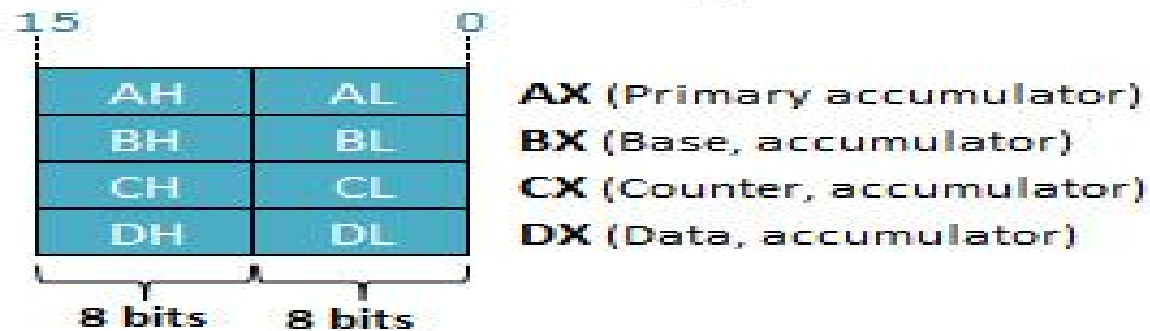 15 0
AH AL AX (Primary accumulator)
BH BL BX (Base, accumulator)
CH CL CX (Counter, accumulator)
DH DL DX (Data, accumulator)
8 bits 8 bits